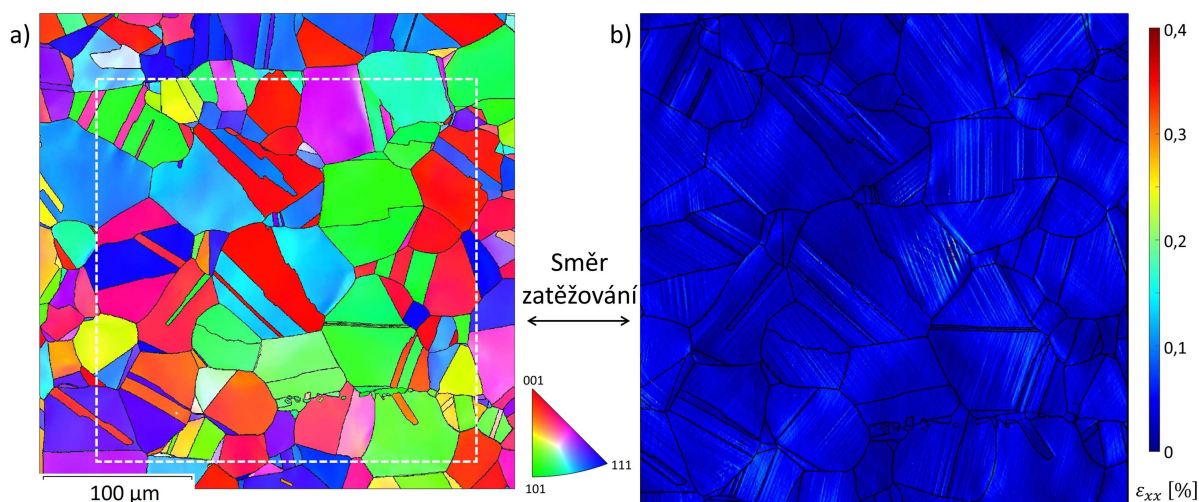 a)
b)
0,4
0,3
0,2
0,1
0
Směr
zatěžování
001
101
111
100 µm
εxx [%]